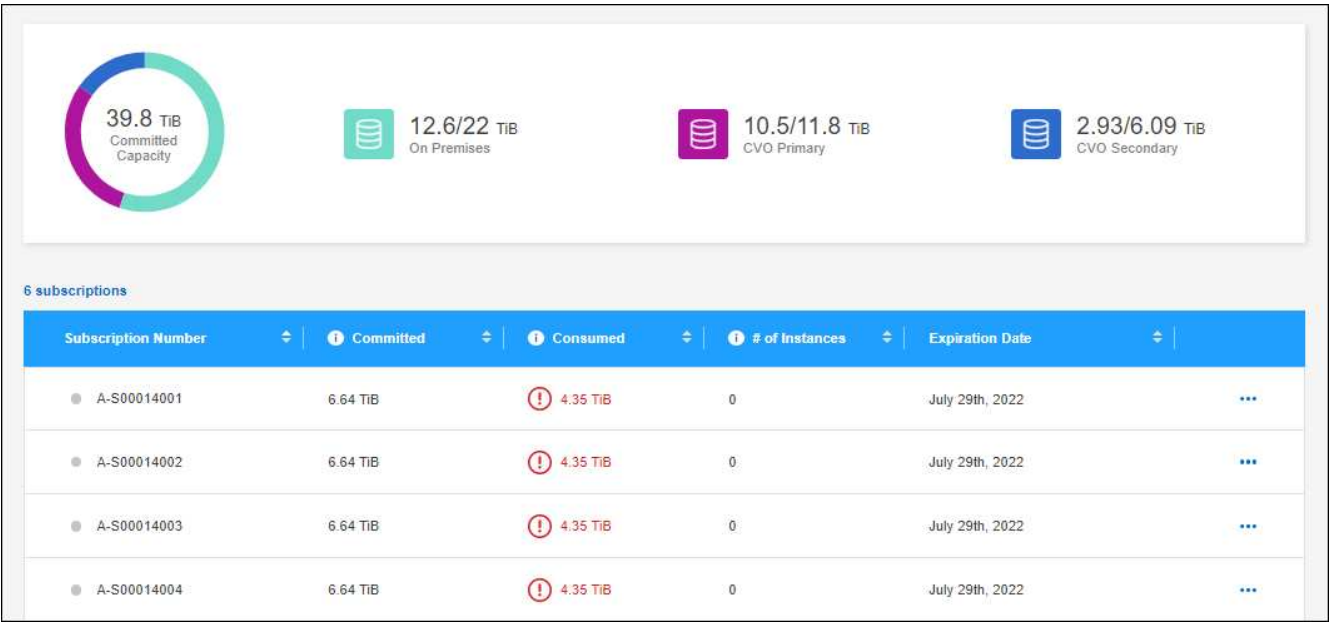 39.8 TiB
Committed
Capacity
12.6/22 TiB
On Premises
10.5/11.8 TiB
CVO Primary
2.93/6.09 TiB
CVO Secondary
6 subscriptions
Subscription Number Committed Consumed # of Instances Expiration Date
A-S00014001 6.64 TiB 4.35 TiB 0 July 29th, 2022
A-S00014002 6.64 TiB 4.35 TiB 0 July 29th, 2022
A-S00014003 6.64 TiB 4.35 TiB 0 July 29th, 2022
A-S00014004 6.64 TiB 4.35 TiB 0 July 29th, 2022